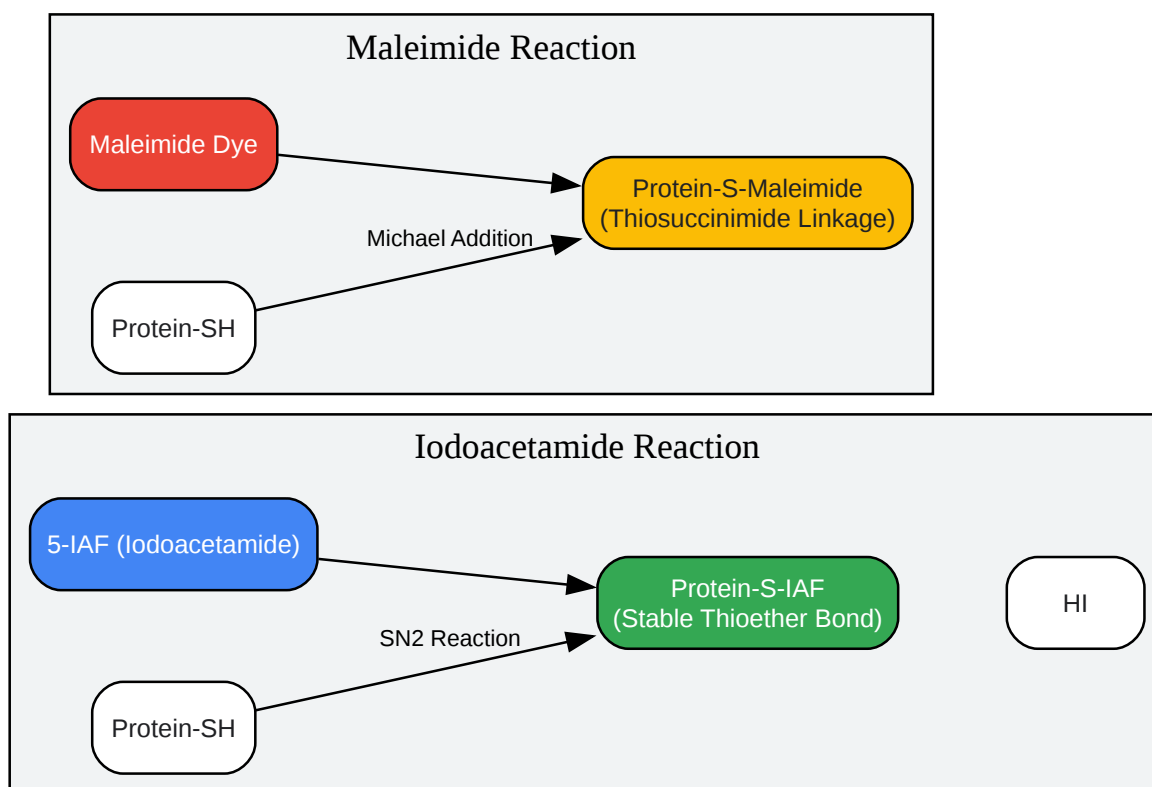 Maleimide Reaction
Maleimide Dye
Protein-S-Maleimide
(Thiosuccinimide Linkage)
Michael Addition
Protein-SH
Iodoacetamide Reaction
5-IAF (Iodoacetamide)
Protein-S-IAF
(Stable Thioether Bond)
HI
SN2 Reaction
Protein-SH